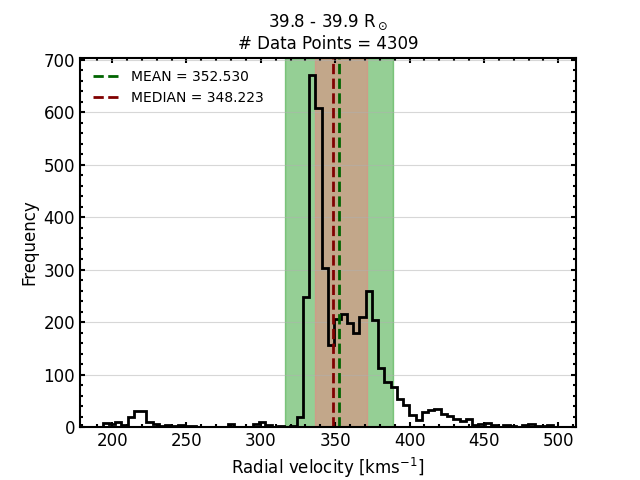 39.8 - 39.9 R⊙
# Data Points = 4309
MEAN = 352.530
MEDIAN = 348.223
700
600
500
400
300
200
100
0
Frequency
200 250 300 350 400 450 500
Radial velocity [kms⁻¹]